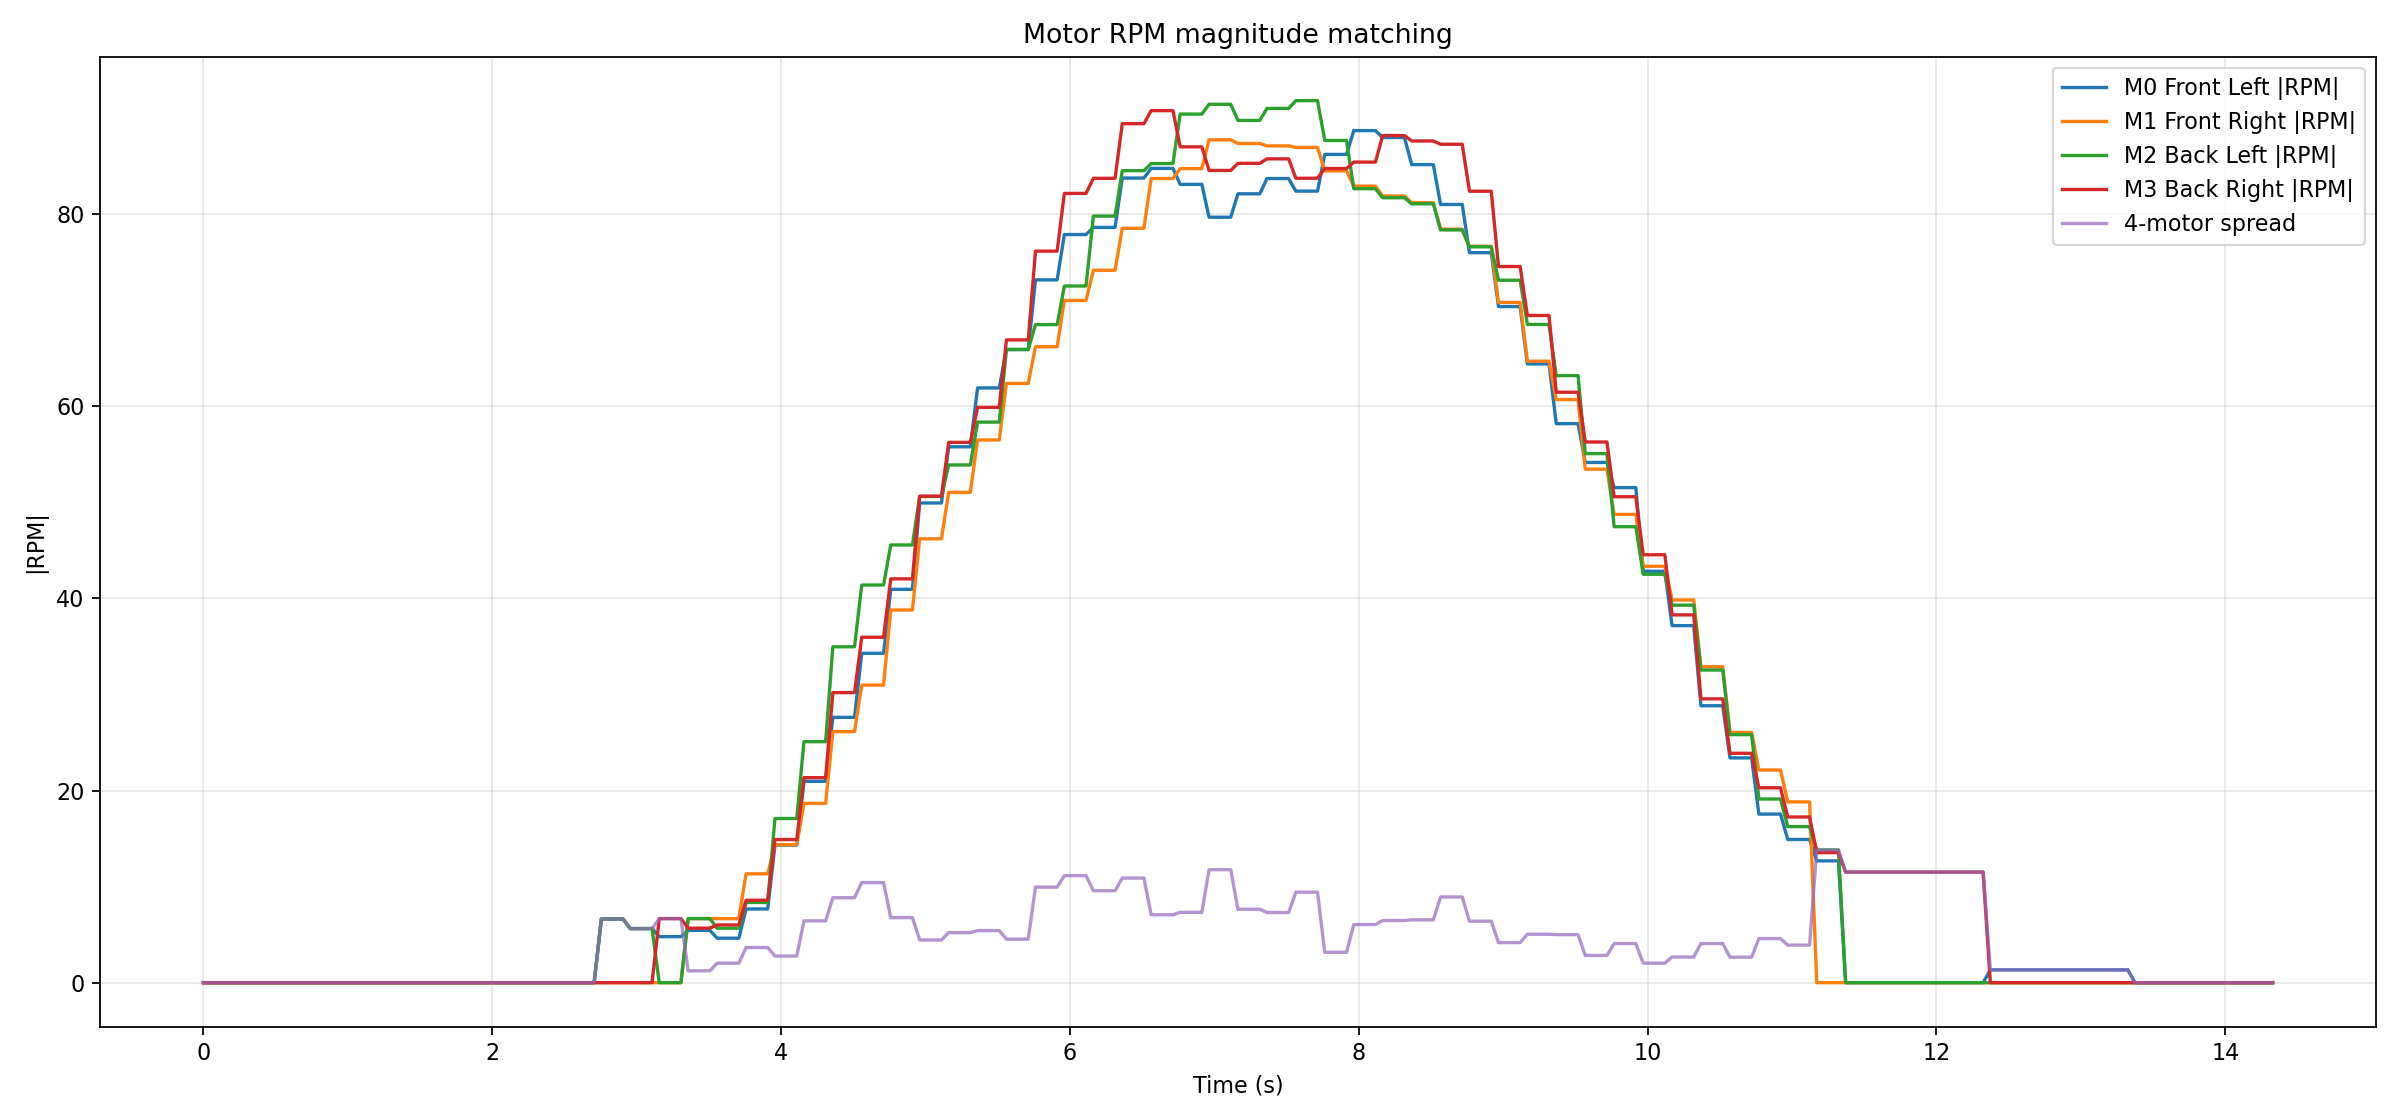 Motor RPM magnitude matching
M0 Front Left |RPM|
M1 Front Right |RPM|
M2 Back Left |RPM|
M3 Back Right |RPM|
4-motor spread
|RPM|
80
60
40
20
0
0 2 4 6 8 10 12 14
Time (s)